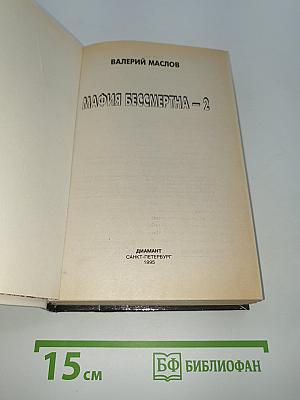 ВАЛЕРИЙ МАСЛОВ
МАФИЯ БЕССМЕРТНА — 2
ДИАМАНТ
САНКТ-ПЕТЕРБУРГ
1995
15 см
БФ БИБЛИОФАН